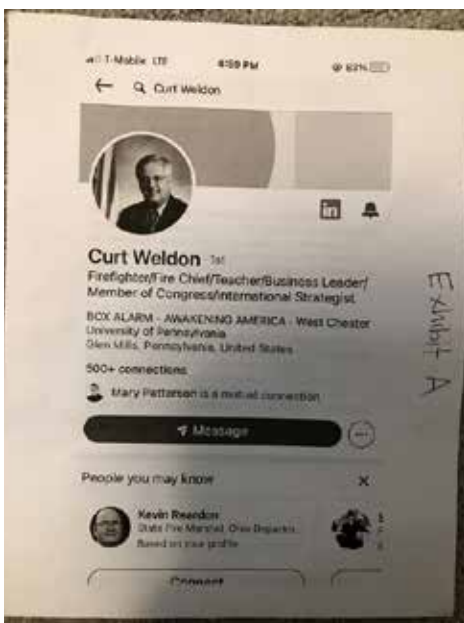 T-Mobile LTE 4:59 PM 62%
Curt Weldon
in
Curt Weldon 1st
Firefighter/Fire Chief/Teacher/Business Leader/
Member of Congress/International Strategist
BOX ALARM - AWAKENING AMERICA - West Chester
University of Pennsylvania
Glen Mills, Pennsylvania, United States
500+ connections
Mary Patterson is a mutual connection
Message
People you may know
Kevin Reardon
State Fire Marshal, Ohio Departm...
Based on your profile
Connect
Exhibit A